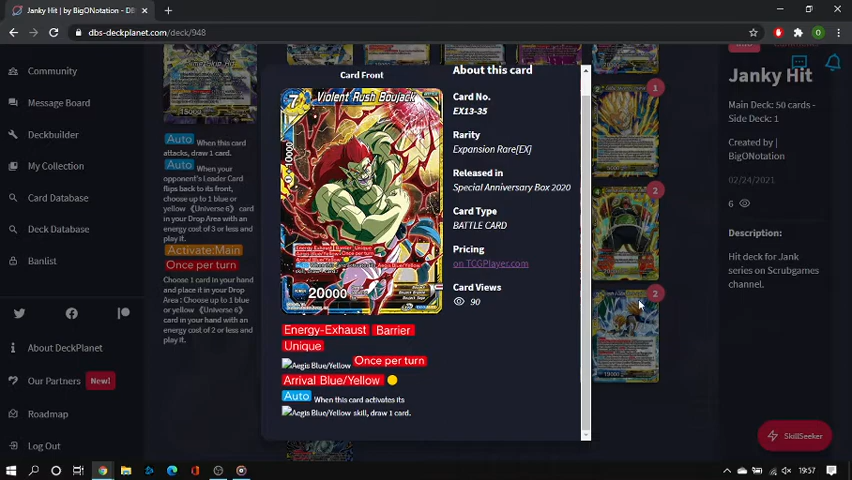 Janky Hit | by BigONotation - DB
dbs-deckplanet.com/deck/948
Community
Message Board
Deckbuilder
My Collection
Card Database
Deck Database
Banlist
About DeckPlanet
Our Partners New!
Roadmap
Log Out
Auto When this card
attacks, draw 1 card.
Auto When your
opponent's Leader Card
flips back to its front,
choose up to 1 blue or
yellow 《Universe 6》
card in your Drop Area with
an energy cost of 3 or less
and play it.
Activate:Main
Once per turn
Choose 1 card in your hand
and place it in your Drop
Area : Choose up to 1 blue
or yellow 《Universe 6》
card in your hand with an
energy cost of 2 or less and
play it.
Card Front
7 Violent Rush Boujack
+10000
Energy-Exhaust Barrier Unique
20000
Energy-Exhaust Barrier
Unique
Aegis Blue/Yellow Once per turn
Arrival Blue/Yellow
Auto When this card activates its
Aegis Blue/Yellow skill, draw 1 card.
About this card
Card No.
EX13-35
Rarity
Expansion Rare[EX]
Released in
Special Anniversary Box 2020
Card Type
BATTLE CARD
Pricing
on TCGPlayer.com
Card Views
90
1
2
2
Janky Hit
Main Deck: 50 cards -
Side Deck: 1
Created by |
BigONotation
02/24/2021
6
Description:
Hit deck for Jank
series on Scrubgames
channel.
SkillSeeker
19:57